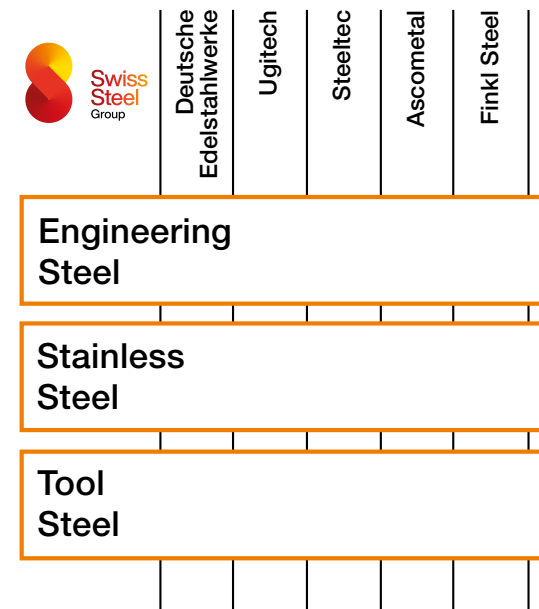 Swiss
Steel
Group
Deutsche
Edelstahlwerke
Ugitech
Steeltec
Ascometal
Finkl Steel
Engineering
Steel
Stainless
Steel
Tool
Steel